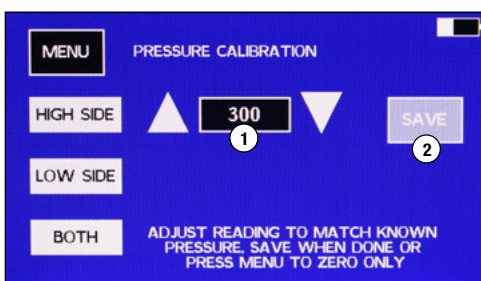 MENU PRESSURE CALIBRATION
HIGH SIDE 300 SAVE
1 2
LOW SIDE
BOTH
ADJUST READING TO MATCH KNOWN
PRESSURE, SAVE WHEN DONE OR
PRESS MENU TO ZERO ONLY